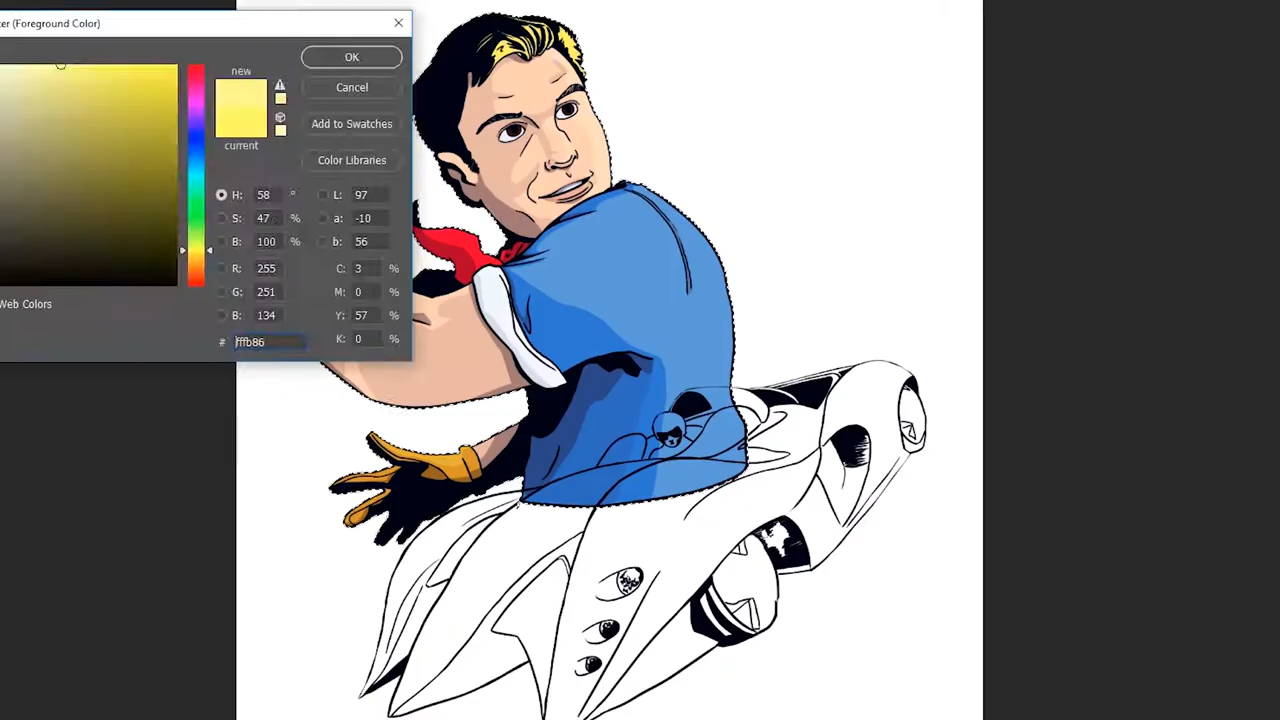 ter (Foreground Color)
OK
new
Cancel
Add to Swatches
current
Color Libraries
H: 58 ° L: 97
S: 47 % a: -10
B: 100 % b: 56
R: 255 C: 3 %
G: 251 M: 0 %
Web Colors
B: 134 Y: 57 %
# fffb86 K: 0 %